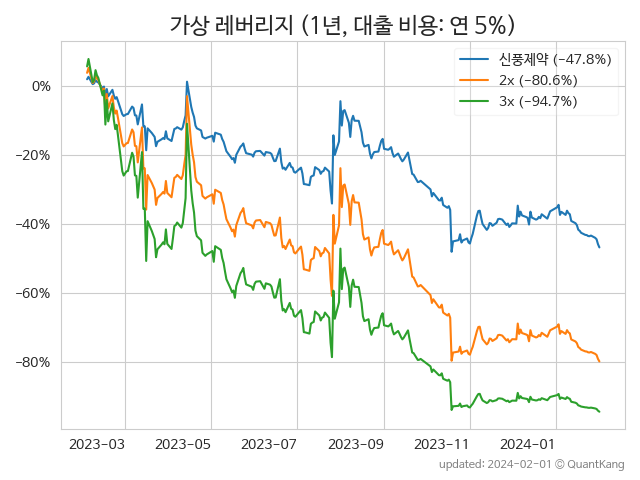 가상 레버리지 (1년, 대출 비용: 연 5%)
신풍제약 (−47.8%)
2x (−80.6%)
3x (−94.7%)
0%
−20%
−40%
−60%
−80%
2023−03 2023−05 2023−07 2023−09 2023−11 2024−01
updated: 2024−02−01 © QuantKang